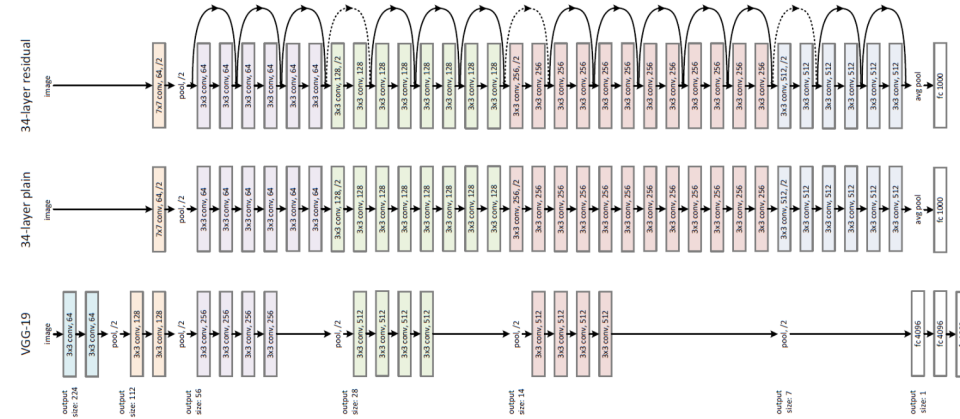 34-layer residual
image
7x7 conv, 64, /2
pool, /2
3x3 conv, 64
3x3 conv, 64
3x3 conv, 64
3x3 conv, 64
3x3 conv, 64
3x3 conv, 64
3x3 conv, 128, /2
3x3 conv, 128
3x3 conv, 128
3x3 conv, 128
3x3 conv, 128
3x3 conv, 128
3x3 conv, 128
3x3 conv, 128
3x3 conv, 256, /2
3x3 conv, 256
3x3 conv, 256
3x3 conv, 256
3x3 conv, 256
3x3 conv, 256
3x3 conv, 256
3x3 conv, 256
3x3 conv, 256
3x3 conv, 256
3x3 conv, 256
3x3 conv, 256
3x3 conv, 512, /2
3x3 conv, 512
3x3 conv, 512
3x3 conv, 512
3x3 conv, 512
3x3 conv, 512
avg pool
fc 1000
34-layer plain
image
7x7 conv, 64, /2
pool, /2
3x3 conv, 64
3x3 conv, 64
3x3 conv, 64
3x3 conv, 64
3x3 conv, 64
3x3 conv, 64
3x3 conv, 128, /2
3x3 conv, 128
3x3 conv, 128
3x3 conv, 128
3x3 conv, 128
3x3 conv, 128
3x3 conv, 128
3x3 conv, 128
3x3 conv, 256, /2
3x3 conv, 256
3x3 conv, 256
3x3 conv, 256
3x3 conv, 256
3x3 conv, 256
3x3 conv, 256
3x3 conv, 256
3x3 conv, 256
3x3 conv, 256
3x3 conv, 256
3x3 conv, 256
3x3 conv, 512, /2
3x3 conv, 512
3x3 conv, 512
3x3 conv, 512
3x3 conv, 512
3x3 conv, 512
avg pool
fc 1000
VGG-19
image
3x3 conv, 64
3x3 conv, 64
pool, /2
3x3 conv, 128
3x3 conv, 128
pool, /2
3x3 conv, 256
3x3 conv, 256
3x3 conv, 256
3x3 conv, 256
pool, /2
3x3 conv, 512
3x3 conv, 512
3x3 conv, 512
3x3 conv, 512
pool, /2
3x3 conv, 512
3x3 conv, 512
3x3 conv, 512
3x3 conv, 512
pool, /2
fc 4096
fc 4096
output
size: 224
output
size: 112
output
size: 56
output
size: 28
output
size: 14
output
size: 7
output
size: 1